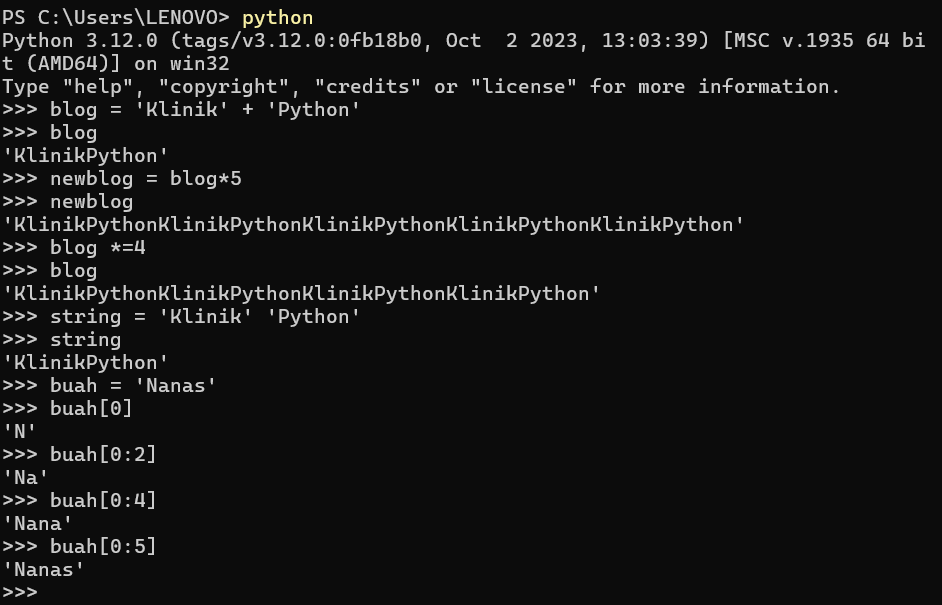 PS C:\Users\LENOVO> python
Python 3.12.0 (tags/v3.12.0:0fb18b0, Oct  2 2023, 13:03:39) [MSC v.1935 64 bi
t (AMD64)] on win32
Type "help", "copyright", "credits" or "license" for more information.
>>> blog = 'Klinik' + 'Python'
>>> blog
'KlinikPython'
>>> newblog = blog*5
>>> newblog
'KlinikPythonKlinikPythonKlinikPythonKlinikPythonKlinikPython'
>>> blog *=4
>>> blog
'KlinikPythonKlinikPythonKlinikPythonKlinikPython'
>>> string = 'Klinik' 'Python'
>>> string
'KlinikPython'
>>> buah = 'Nanas'
>>> buah[0]
'N'
>>> buah[0:2]
'Na'
>>> buah[0:4]
'Nana'
>>> buah[0:5]
'Nanas'
>>>